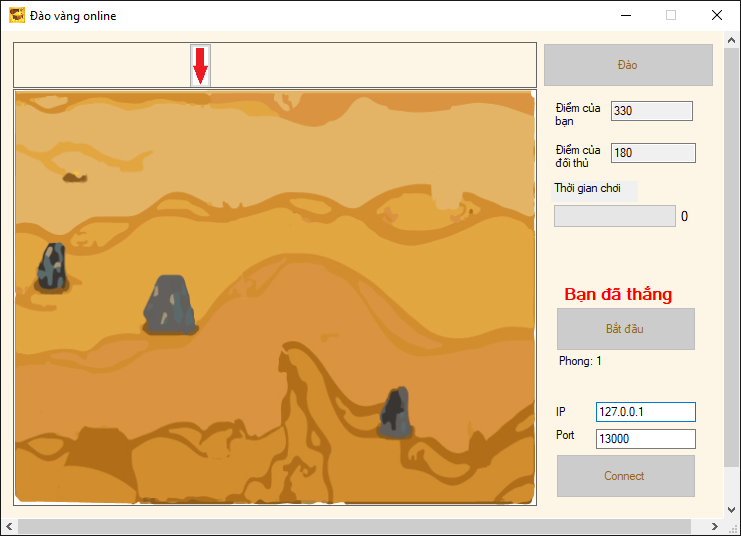 Đào vàng online
Đào
Điểm của
bạn
330
Điểm của
đối thủ
180
Thời gian chơi
0
Bạn đã thắng
Bắt đầu
Phong: 1
IP
127.0.0.1
Port
13000
Connect